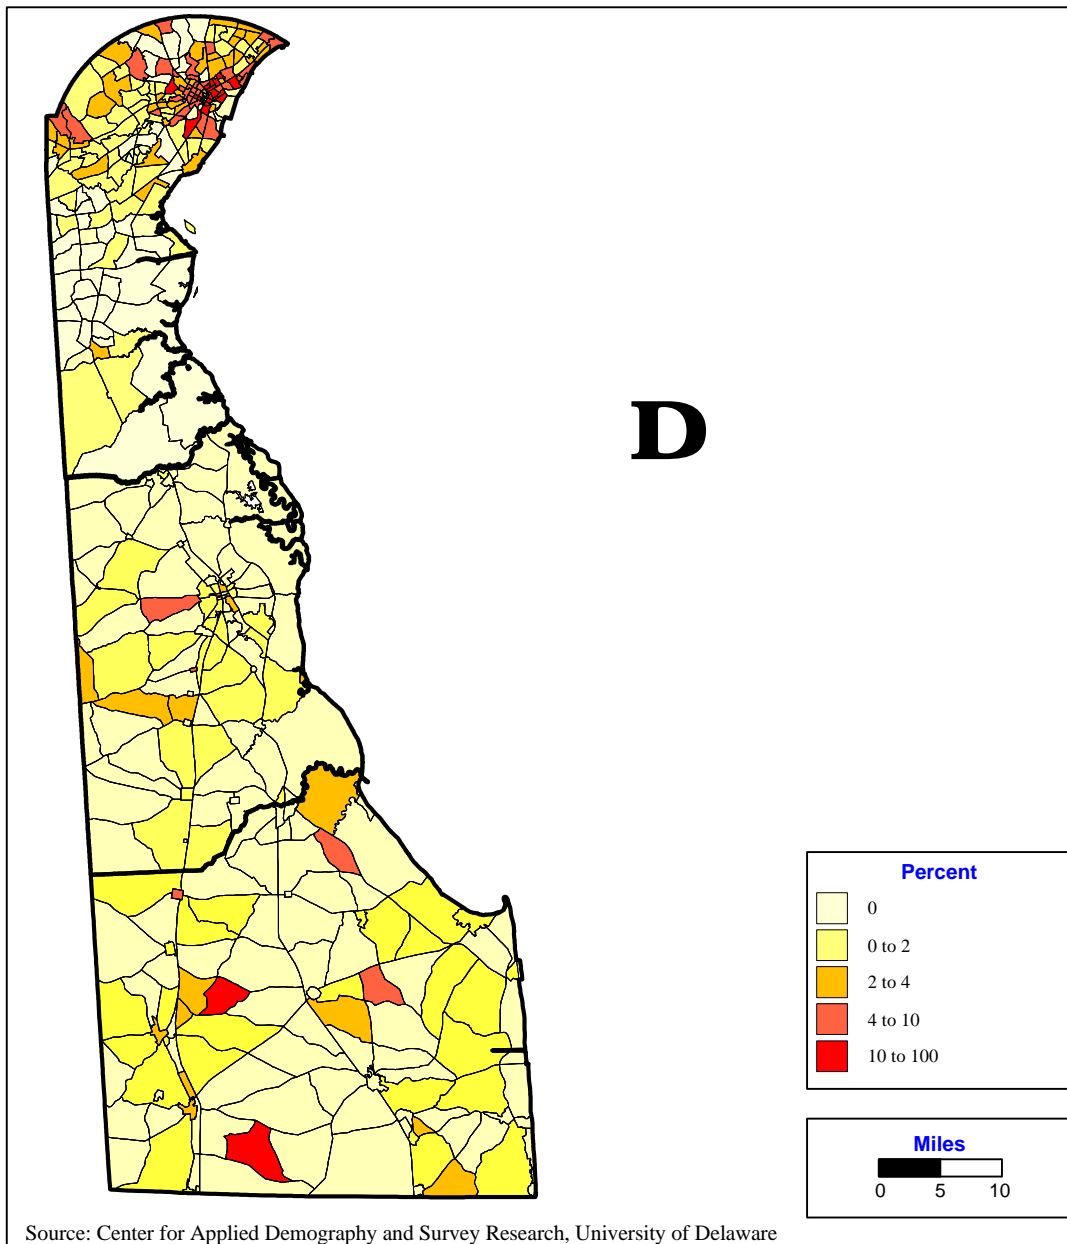 D
Percent
0
0 to 2
2 to 4
4 to 10
10 to 100
Miles
0 5 10
Source: Center for Applied Demography and Survey Research, University of Delaware